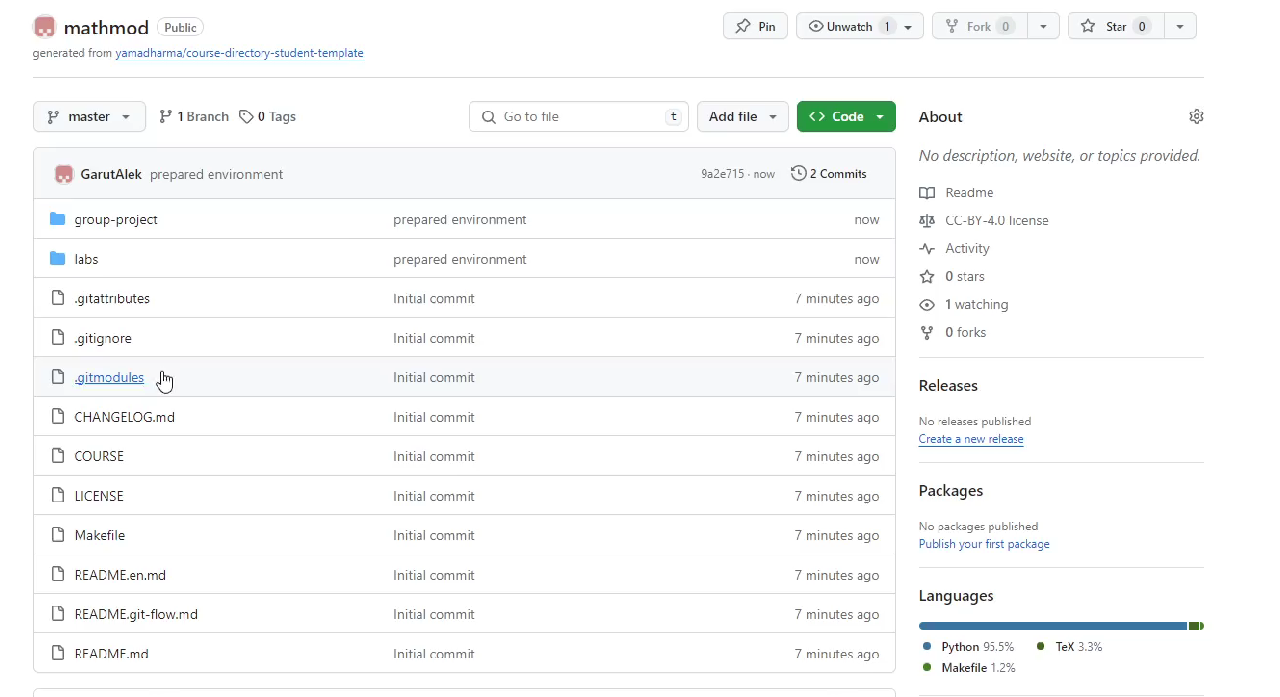 mathmod Public Pin Unwatch 1 Fork 0 Star 0
generated from yamadharma/course-directory-student-template
master 1 Branch 0 Tags Go to file t Add file Code
GarutAlek prepared environment 9a2e715 · now 2 Commits
group-project prepared environment now
labs prepared environment now
.gitattributes Initial commit 7 minutes ago
.gitignore Initial commit 7 minutes ago
.gitmodules Initial commit 7 minutes ago
CHANGELOG.md Initial commit 7 minutes ago
COURSE Initial commit 7 minutes ago
LICENSE Initial commit 7 minutes ago
Makefile Initial commit 7 minutes ago
README.en.md Initial commit 7 minutes ago
README.git-flow.md Initial commit 7 minutes ago
README.md Initial commit 7 minutes ago
About
No description, website, or topics provided.
Readme
CC-BY-4.0 license
Activity
0 stars
1 watching
0 forks
Releases
No releases published
Create a new release
Packages
No packages published
Publish your first package
Languages
Python 95.5% TeX 3.3%
Makefile 1.2%